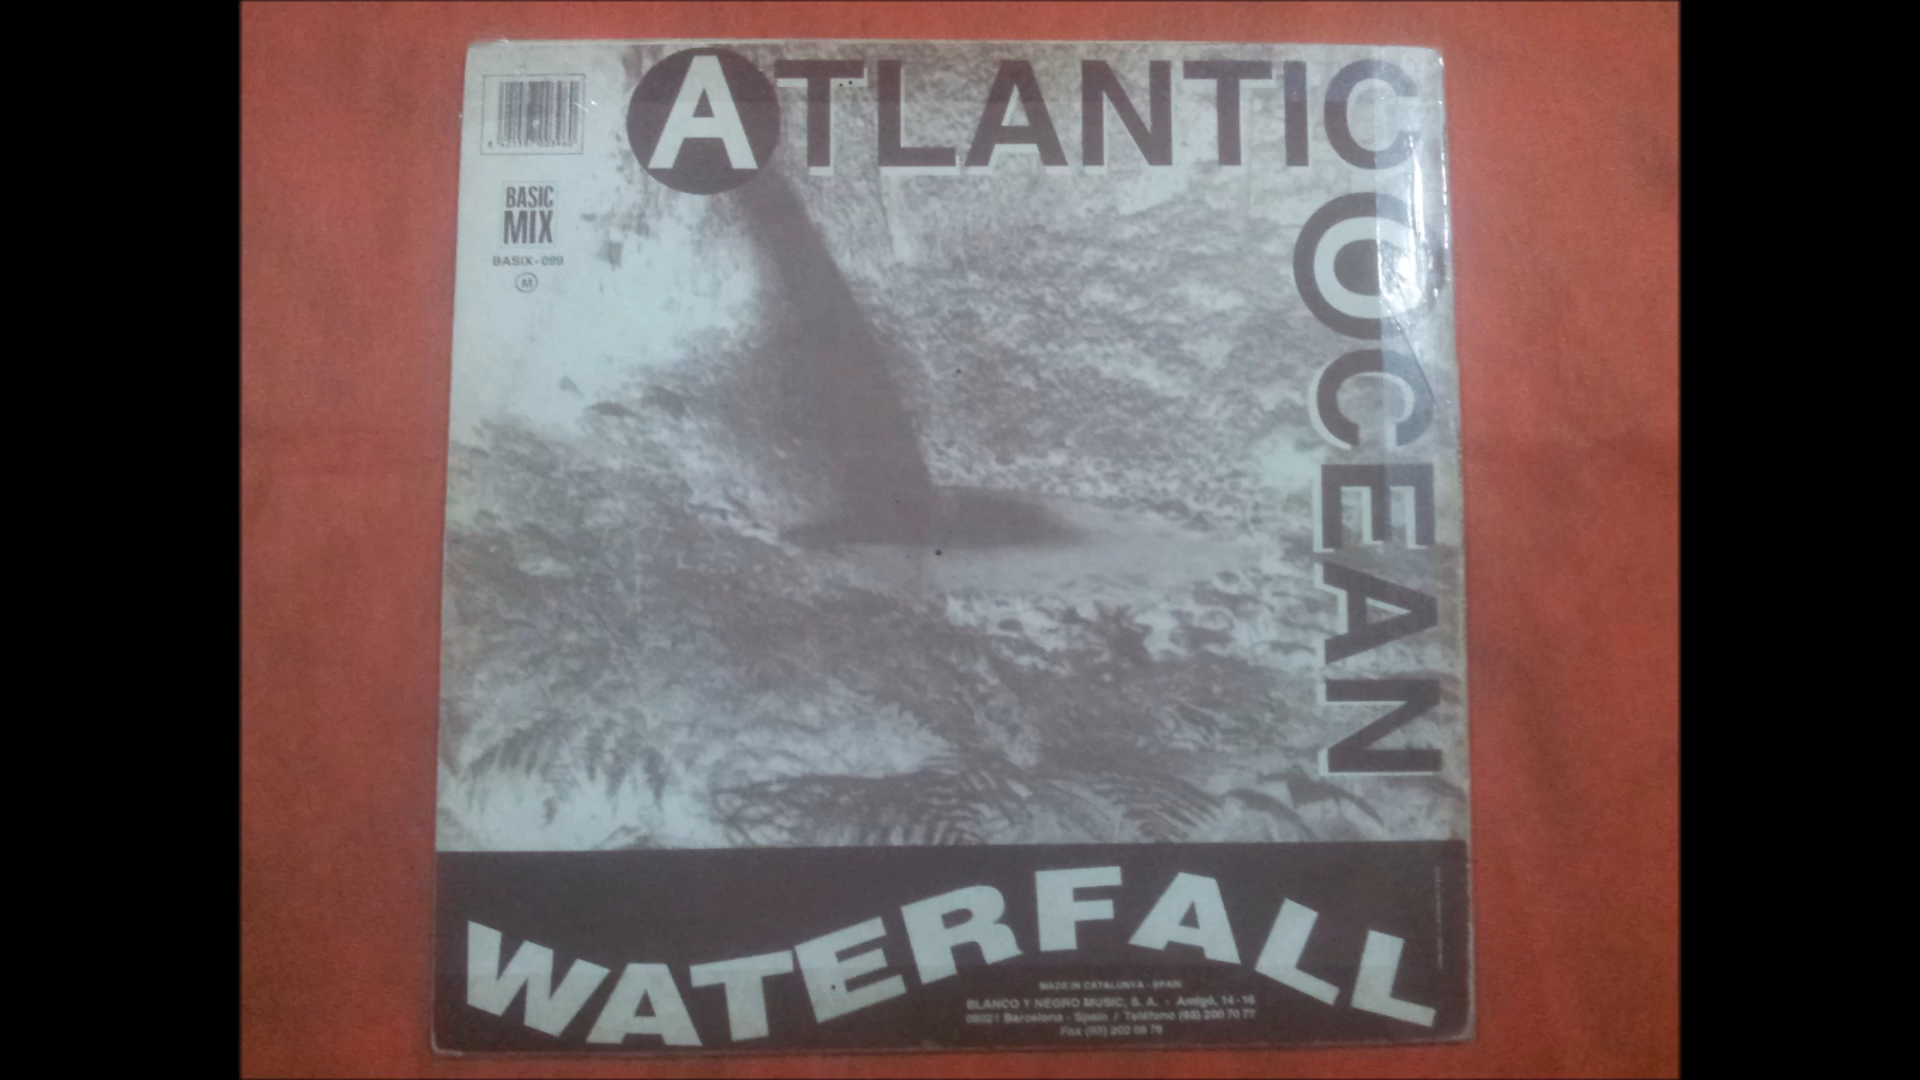 ATLANTIC
OCEAN
BASIC
MIX
BASIX-099
M
WATERFALL
MADE IN CATALUNYA - SPAIN
BLANCO Y NEGRO MUSIC, S. A. - Amigó, 14-16
08021 Barcelona - Spain / Teléfono (93) 200 70 77
Fax (93) 202 08 78